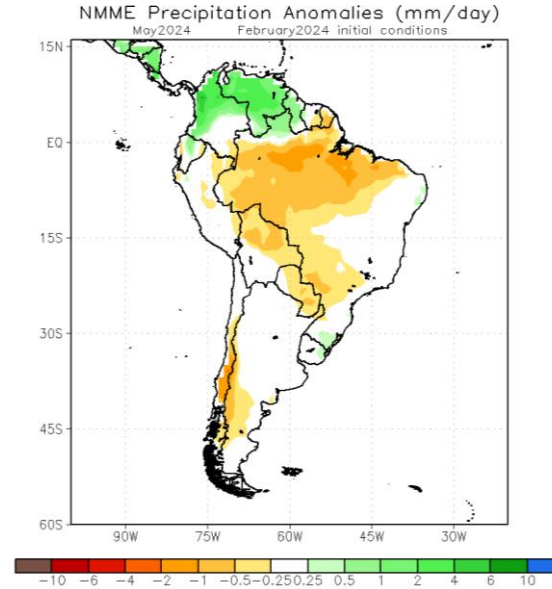 NMME Precipitation Anomalies (mm/day)
May2024 February2024 initial conditions
15N
EQ
15S
30S
45S
60S
90W 75W 60W 45W 30W
-10 -6 -4 -2 -1 -0.5 -0.25 0.25 0.5 1 2 4 6 10